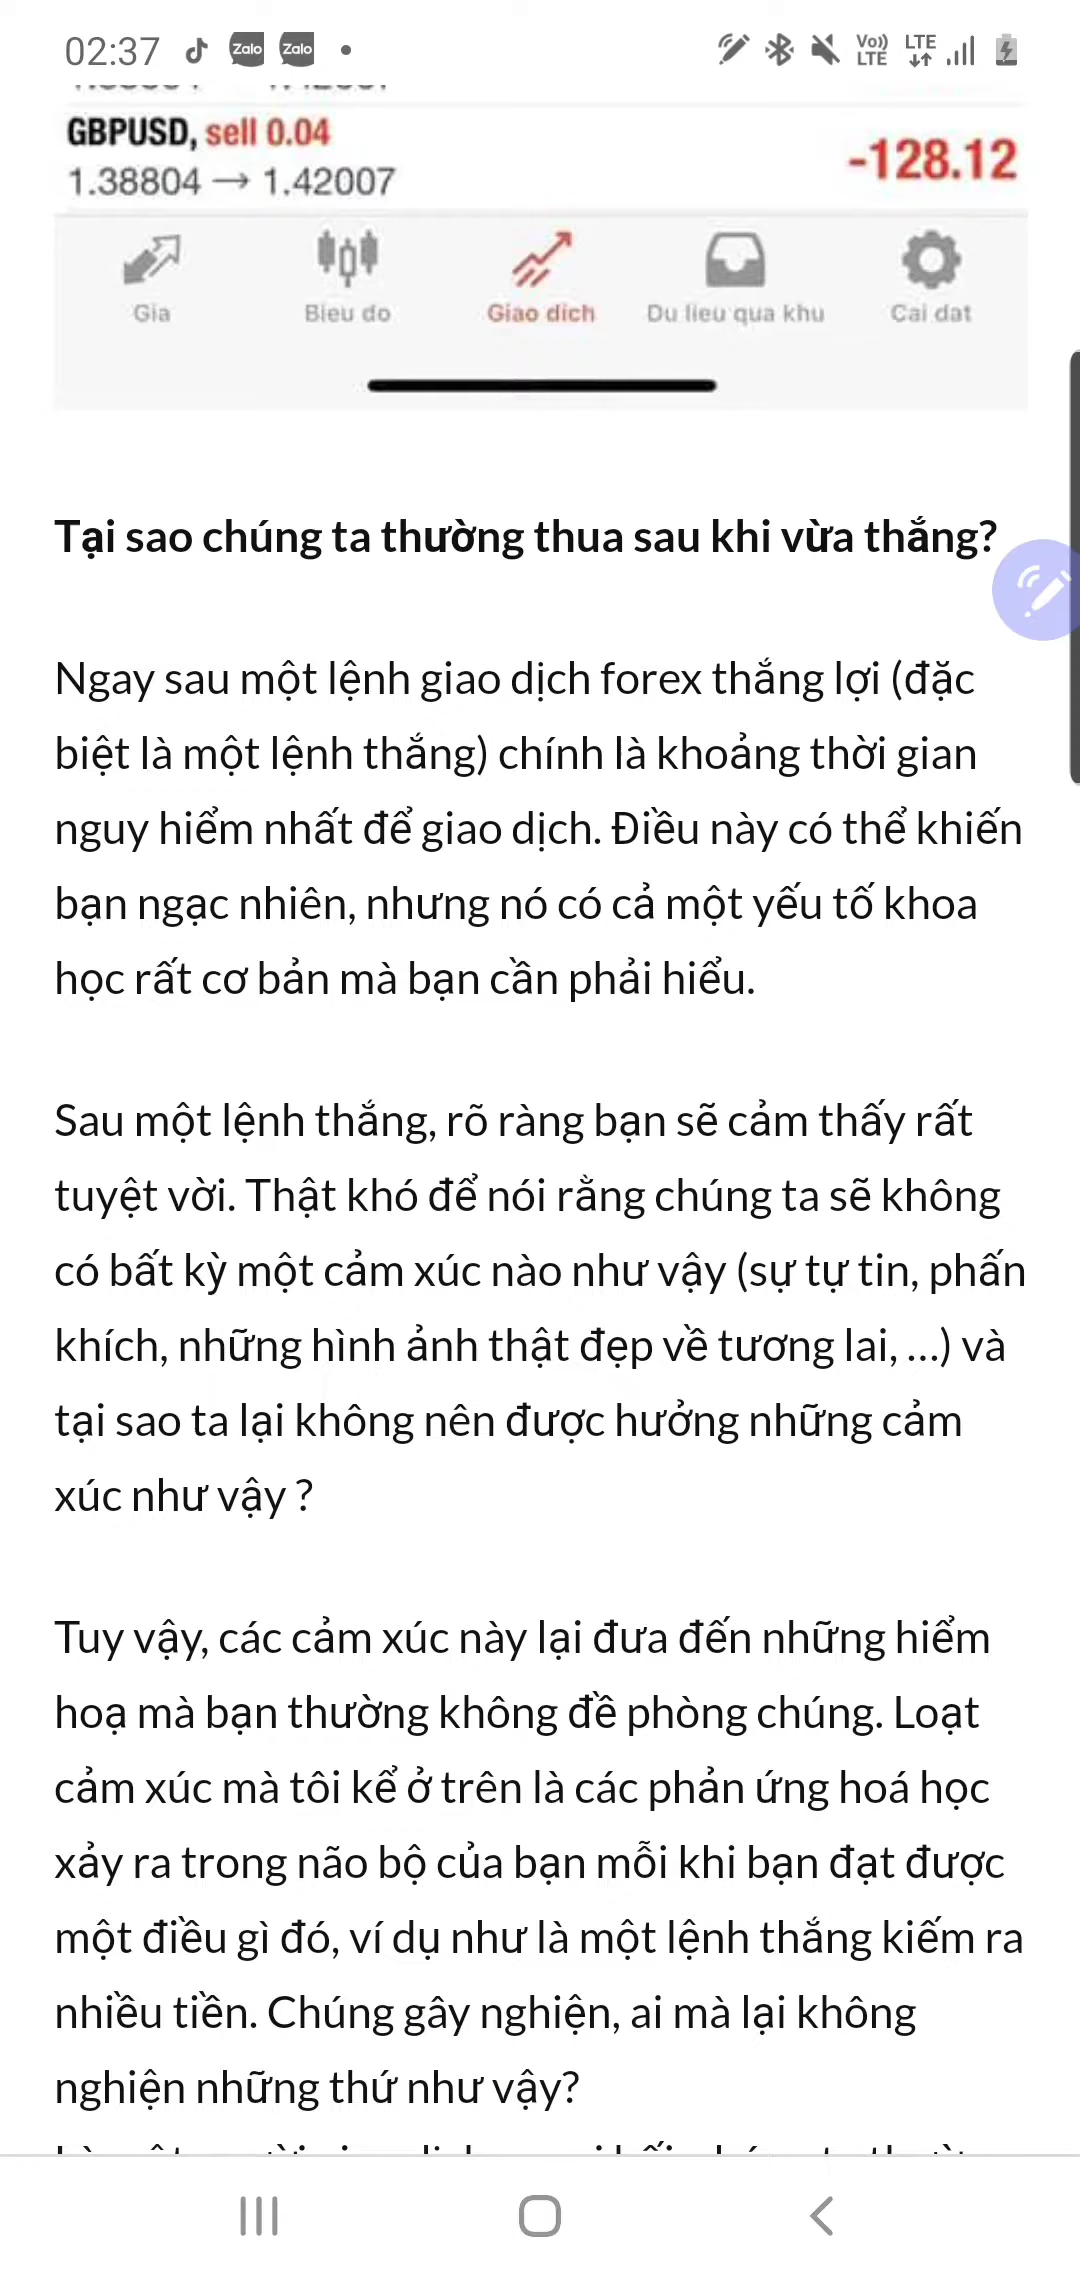 02:37
Zalo Zalo
Vo)) LTE LTE
GBPUSD, sell 0.04
1.38804 → 1.42007
-128.12
Gia Bieu do Giao dich Du lieu qua khu Cai dat
Tại sao chúng ta thường thua sau khi vừa thắng?
Ngay sau một lệnh giao dịch forex thắng lợi (đặc
biệt là một lệnh thắng) chính là khoảng thời gian
nguy hiểm nhất để giao dịch. Điều này có thể khiến
bạn ngạc nhiên, nhưng nó có cả một yếu tố khoa
học rất cơ bản mà bạn cần phải hiểu.
Sau một lệnh thắng, rõ ràng bạn sẽ cảm thấy rất
tuyệt vời. Thật khó để nói rằng chúng ta sẽ không
có bất kỳ một cảm xúc nào như vậy (sự tự tin, phấn
khích, những hình ảnh thật đẹp về tương lai, ...) và
tại sao ta lại không nên được hưởng những cảm
xúc như vậy ?
Tuy vậy, các cảm xúc này lại đưa đến những hiểm
hoạ mà bạn thường không đề phòng chúng. Loạt
cảm xúc mà tôi kể ở trên là các phản ứng hoá học
xảy ra trong não bộ của bạn mỗi khi bạn đạt được
một điều gì đó, ví dụ như là một lệnh thắng kiếm ra
nhiều tiền. Chúng gây nghiện, ai mà lại không
nghiện những thứ như vậy?